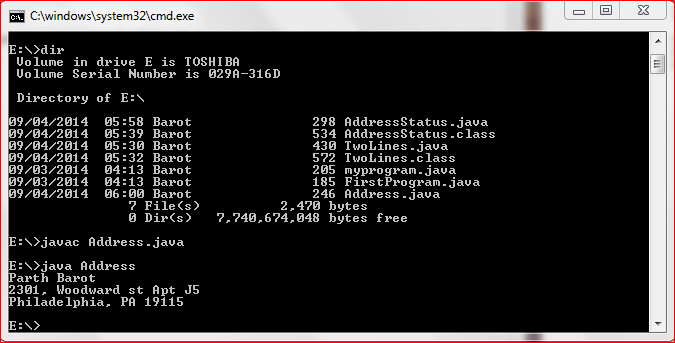 C:\windows\system32\cmd.exe
E:\>dir
 Volume in drive E is TOSHIBA
 Volume Serial Number is 029A-316D
 Directory of E:\
09/04/2014  05:58 Barot               298 AddressStatus.java
09/04/2014  05:39 Barot               534 AddressStatus.class
09/04/2014  05:30 Barot               430 TwoLines.java
09/04/2014  05:32 Barot               572 TwoLines.class
09/03/2014  04:13 Barot               205 myprogram.java
09/03/2014  04:13 Barot               185 FirstProgram.java
09/04/2014  06:00 Barot               246 Address.java
               7 File(s)          2,470 bytes
               0 Dir(s)   7,740,674,048 bytes free
E:\>javac Address.java
E:\>java Address
Parth Barot
2301, Woodward st Apt J5
Philadelphia, PA 19115
E:\>